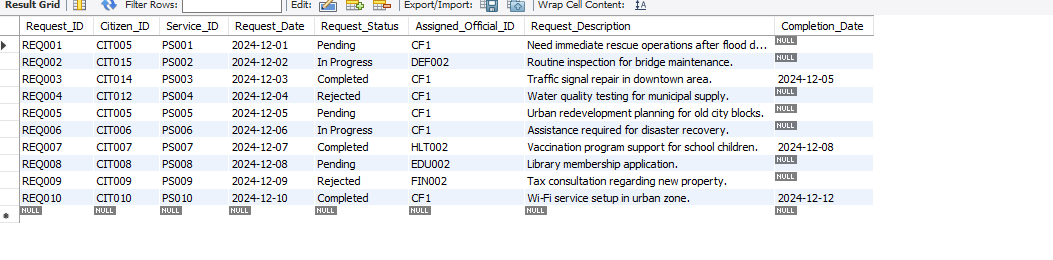 Result Grid Filter Rows: Edit: Export/Import: Wrap Cell Content:
Request_ID Citizen_ID Service_ID Request_Date Request_Status Assigned_Official_ID Request_Description Completion_Date
REQ001 CIT005 PS001 2024-12-01 Pending CF1 Need immediate rescue operations after flood d... NULL
REQ002 CIT015 PS002 2024-12-02 In Progress DEF002 Routine inspection for bridge maintenance. NULL
REQ003 CIT014 PS003 2024-12-03 Completed CF1 Traffic signal repair in downtown area. 2024-12-05
REQ004 CIT012 PS004 2024-12-04 Rejected CF1 Water quality testing for municipal supply. NULL
REQ005 CIT005 PS005 2024-12-05 Pending CF1 Urban redevelopment planning for old city blocks. NULL
REQ006 CIT006 PS006 2024-12-06 In Progress CF1 Assistance required for disaster recovery. NULL
REQ007 CIT007 PS007 2024-12-07 Completed HLT002 Vaccination program support for school children. 2024-12-08
REQ008 CIT008 PS008 2024-12-08 Pending EDU002 Library membership application. NULL
REQ009 CIT009 PS009 2024-12-09 Rejected FIN002 Tax consultation regarding new property. NULL
REQ010 CIT010 PS010 2024-12-10 Completed CF1 Wi-Fi service setup in urban zone. 2024-12-12
NULL NULL NULL NULL NULL NULL NULL NULL